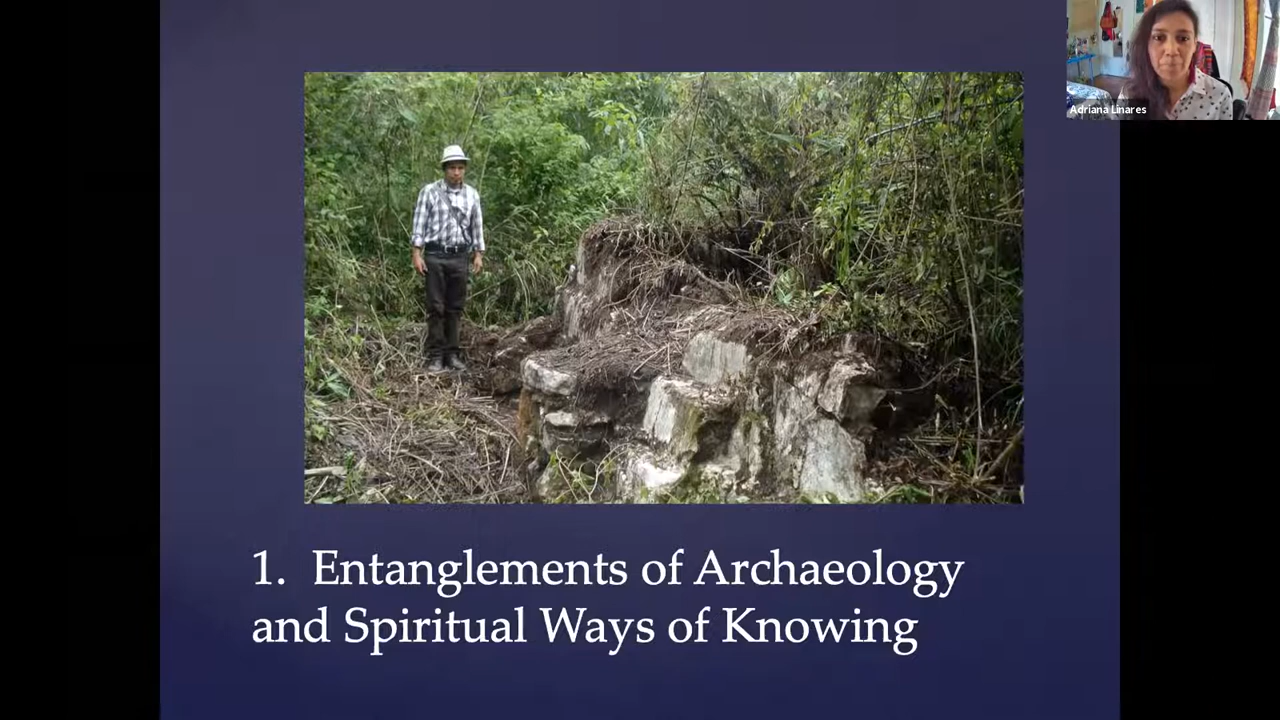 Adriana Linares
1. Entanglements of Archaeology
and Spiritual Ways of Knowing